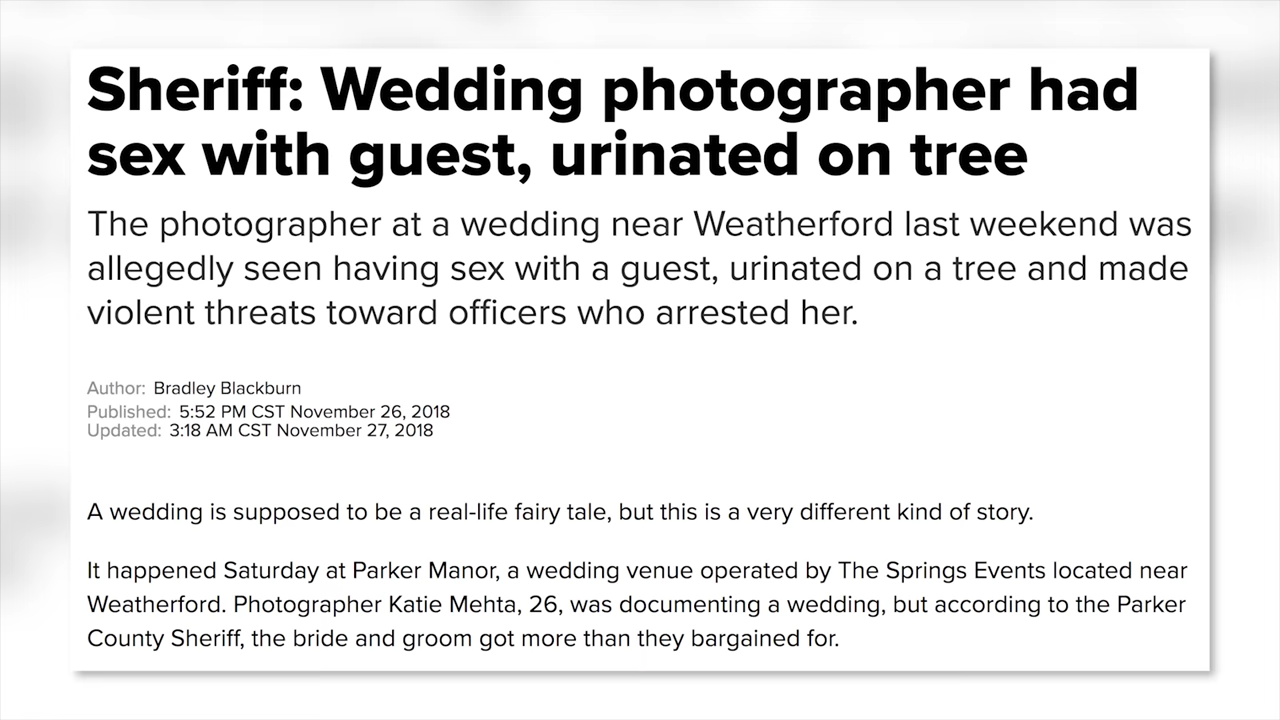 Sheriff: Wedding photographer had
sex with guest, urinated on tree
The photographer at a wedding near Weatherford last weekend was
allegedly seen having sex with a guest, urinated on a tree and made
violent threats toward officers who arrested her.
Author: Bradley Blackburn
Published: 5:52 PM CST November 26, 2018
Updated: 3:18 AM CST November 27, 2018
A wedding is supposed to be a real-life fairy tale, but this is a very different kind of story.
It happened Saturday at Parker Manor, a wedding venue operated by The Springs Events located near
Weatherford. Photographer Katie Mehta, 26, was documenting a wedding, but according to the Parker
County Sheriff, the bride and groom got more than they bargained for.